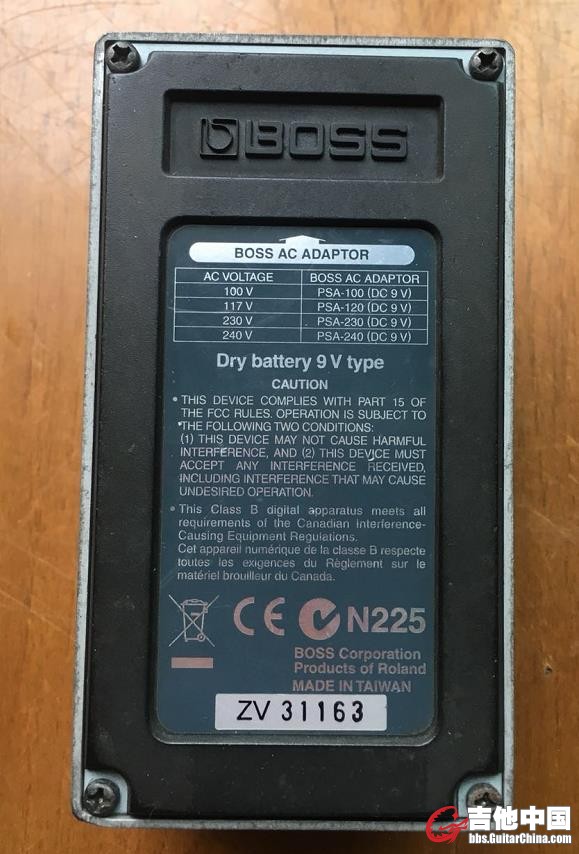 BOSS
BOSS AC ADAPTOR
AC VOLTAGE BOSS AC ADAPTOR
100 V PSA-100 (DC 9 V)
117 V PSA-120 (DC 9 V)
230 V PSA-230 (DC 9 V)
240 V PSA-240 (DC 9 V)
Dry battery 9 V type
CAUTION
• THIS DEVICE COMPLIES WITH PART 15 OF
THE FCC RULES. OPERATION IS SUBJECT TO
THE FOLLOWING TWO CONDITIONS:
(1) THIS DEVICE MAY NOT CAUSE HARMFUL
INTERFERENCE, AND (2) THIS DEVICE MUST
ACCEPT ANY INTERFERENCE RECEIVED,
INCLUDING INTERFERENCE THAT MAY CAUSE
UNDESIRED OPERATION.
• This Class B digital apparatus meets all
requirements of the Canadian Interference-
Causing Equipment Regulations.
Cet appareil numérique de la classe B respecte
toutes les exigences du Règlement sur le
matériel brouilleur du Canada.
CE N225
BOSS Corporation
Products of Roland
MADE IN TAIWAN
ZV 31163
吉他中国
bbs.GuitarChina.com